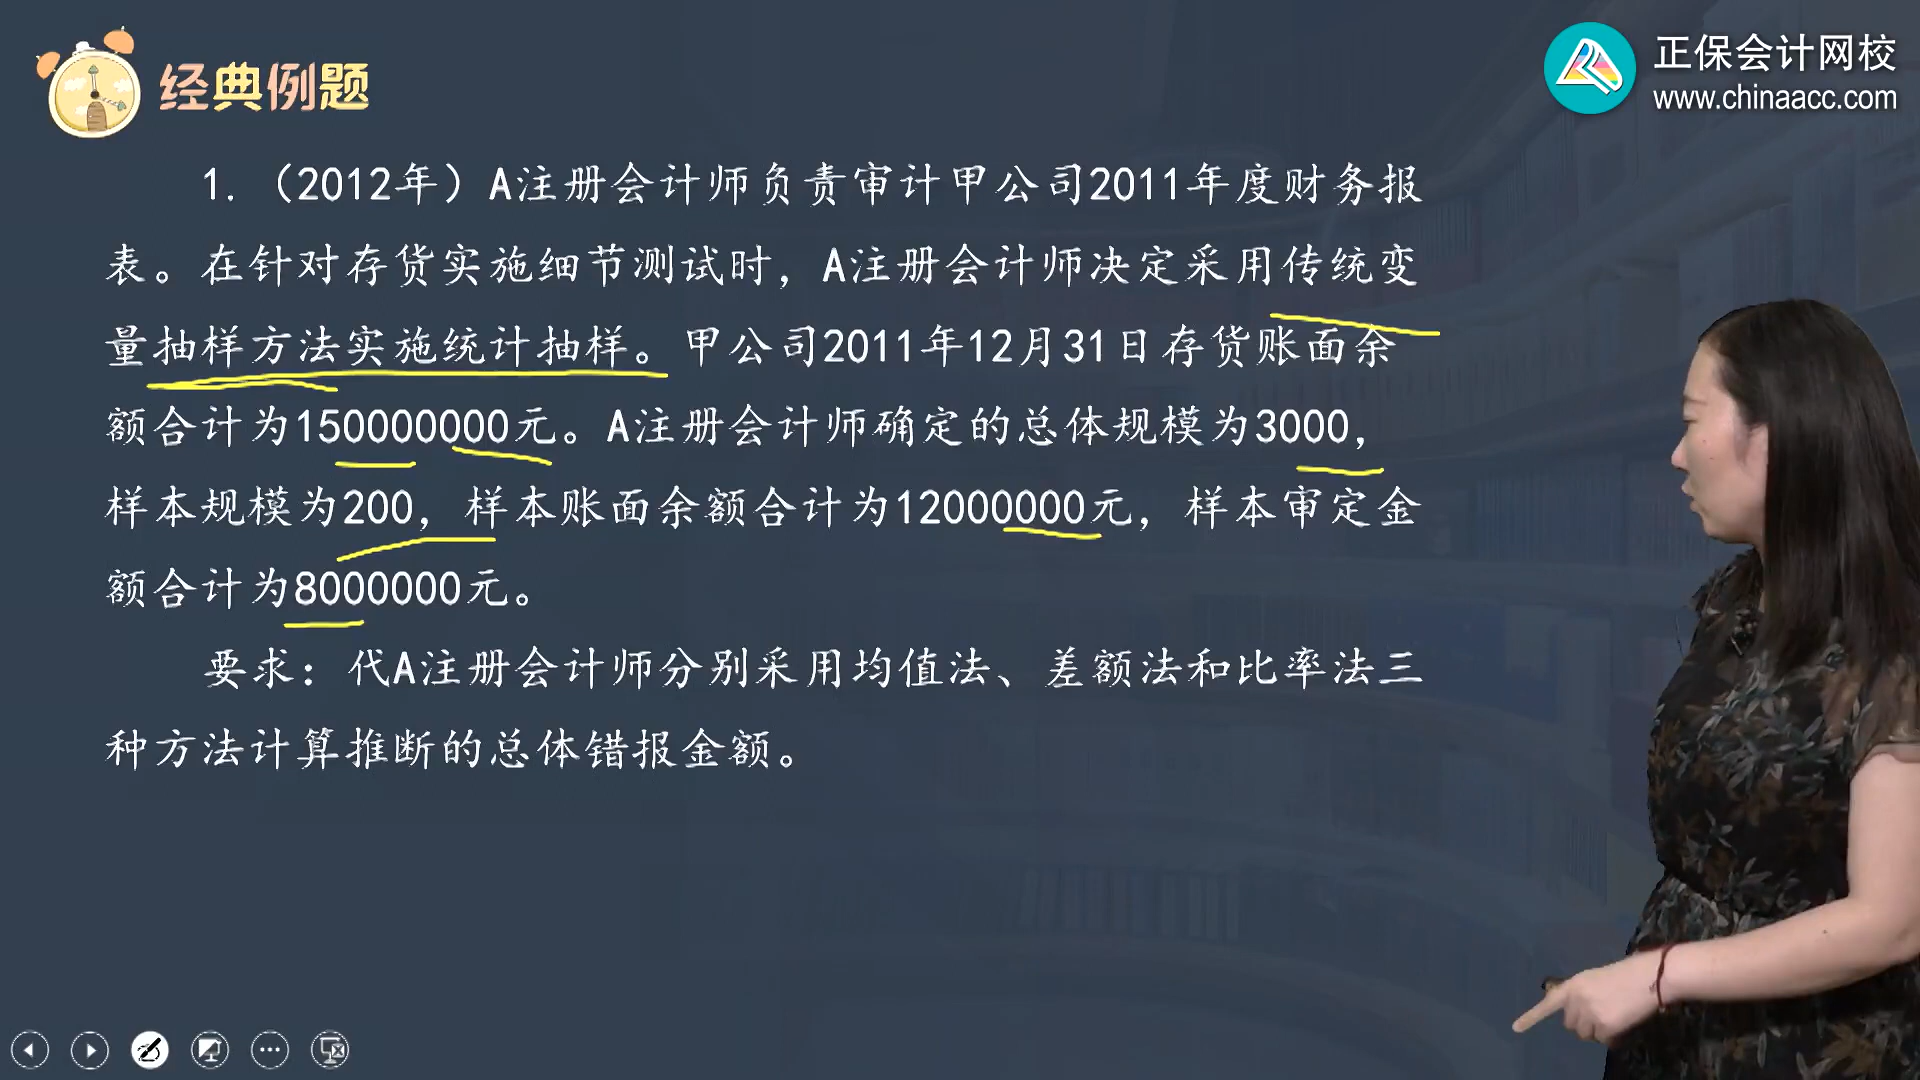 经典例题
正保会计网校
www.chinaacc.com
1.（2012年）A注册会计师负责审计甲公司2011年度财务报
表。在针对存货实施细节测试时，A注册会计师决定采用传统变
量抽样方法实施统计抽样。甲公司2011年12月31日存货账面余
额合计为150000000元。A注册会计师确定的总体规模为3000，
样本规模为200，样本账面余额合计为12000000元，样本审定金
额合计为8000000元。
要求：代A注册会计师分别采用均值法、差额法和比率法三
种方法计算推断的总体错报金额。